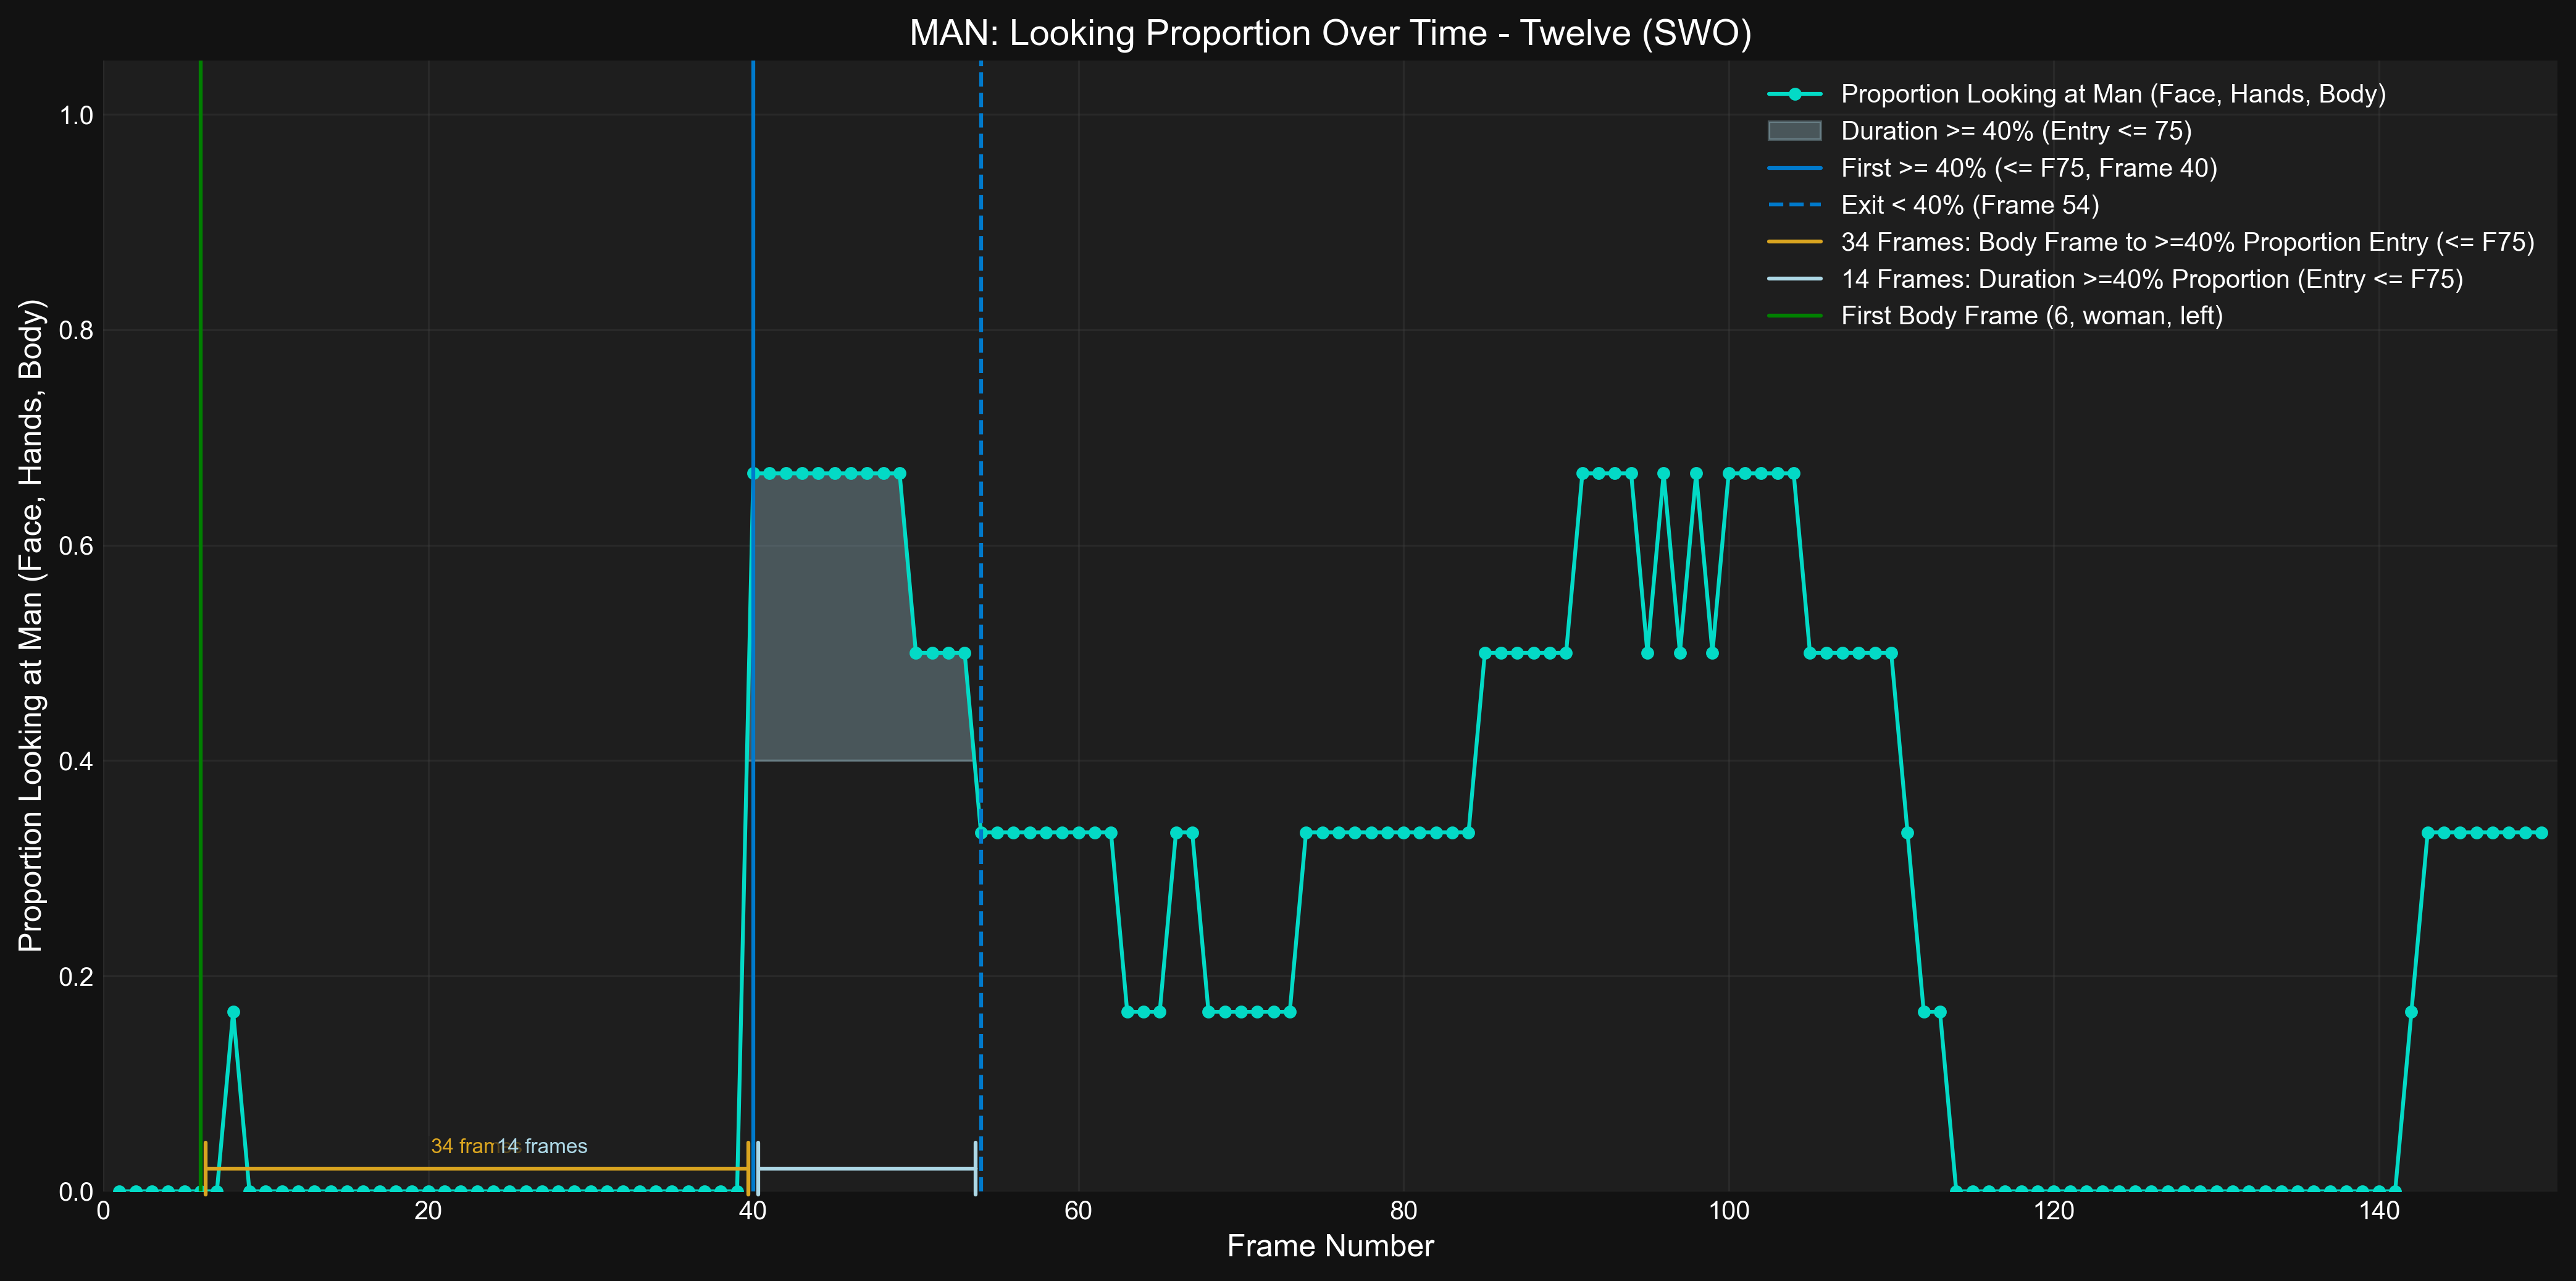 MAN: Looking Proportion Over Time - Twelve (SWO)
Proportion Looking at Man (Face, Hands, Body)
Duration >= 40% (Entry <= 75)
First >= 40% (<= F75, Frame 40)
Exit < 40% (Frame 54)
34 Frames: Body Frame to >=40% Proportion Entry (<= F75)
14 Frames: Duration >=40% Proportion (Entry <= F75)
First Body Frame (6, woman, left)
Proportion Looking at Man (Face, Hands, Body)
1.0
0.8
0.6
0.4
0.2
0.0
34 frames
14 frames
0 20 40 60 80 100 120 140
Frame Number